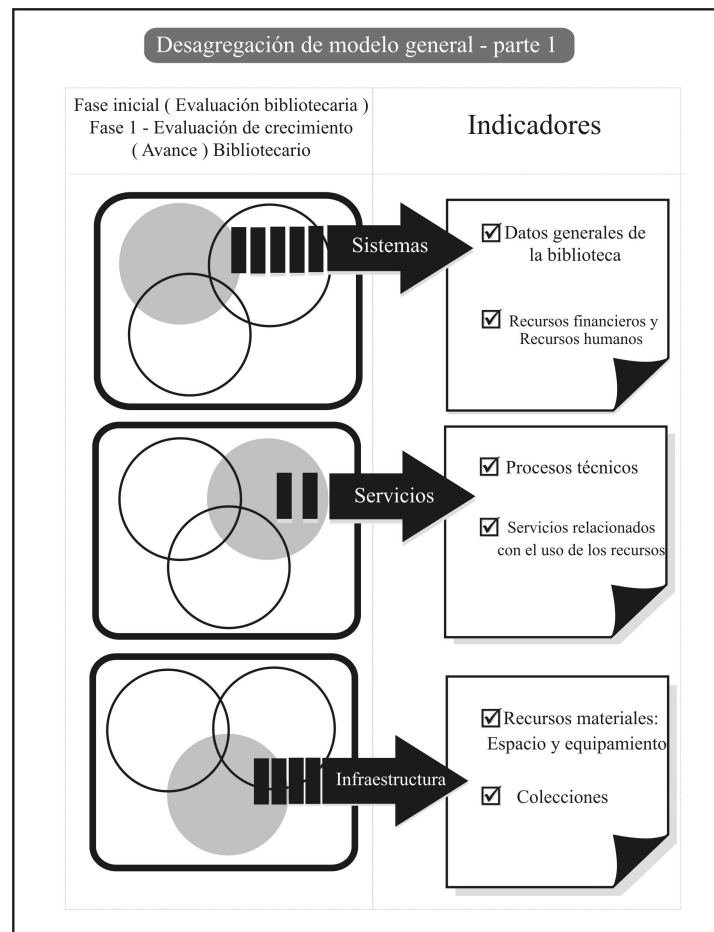 Desagregación de modelo general - parte 1
Fase inicial ( Evaluación bibliotecaria )
Fase 1 - Evaluación de crecimiento
( Avance ) Bibliotecario
Indicadores
Sistemas
Datos generales de
la biblioteca
Recursos financieros y
Recursos humanos
Servicios
Procesos técnicos
Servicios relacionados
con el uso de los recursos
Infraestructura
Recursos materiales:
Espacio y equipamiento
Colecciones